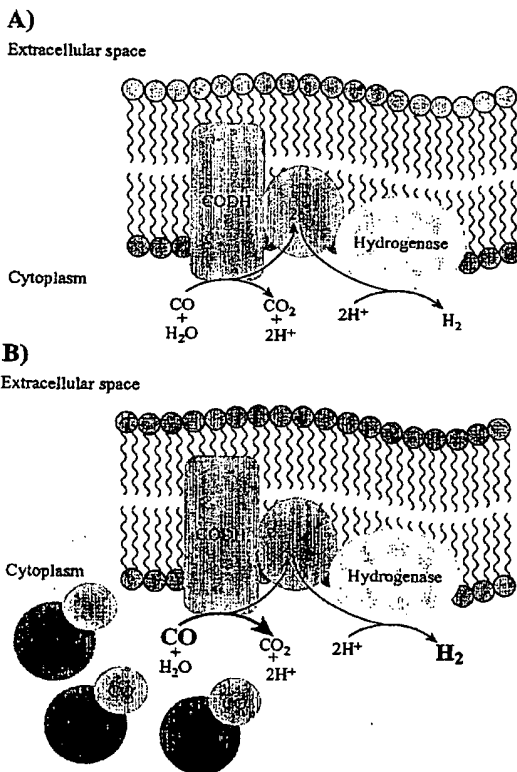 A)
Extracellular space
CODH
Hydrogenase
Cytoplasm
CO
+
H₂O
CO₂
+
2H⁺
2H⁺
H₂
B)
Extracellular space
CODH
Hydrogenase
Cytoplasm
CO
+
H₂O
CO₂
+
2H⁺
2H⁺
H₂